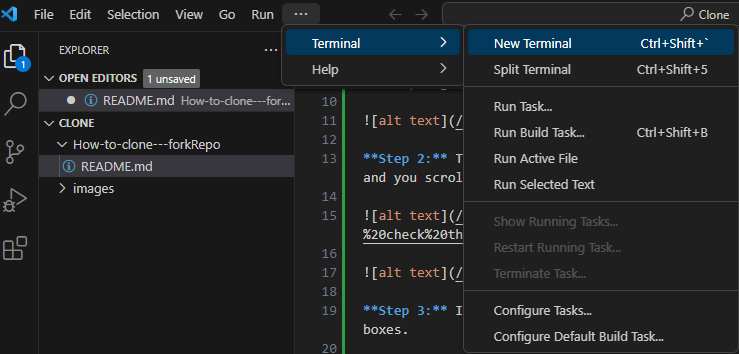 File Edit Selection View Go Run ··· Clone
EXPLORER ···
OPEN EDITORS 1 unsaved
README.md How-to-clone---for...
CLONE
How-to-clone---forkRepo
README.md
images
1
Terminal
Help
New Terminal Ctrl+Shift+`
Split Terminal Ctrl+Shift+5
Run Task...
Run Build Task... Ctrl+Shift+B
Run Active File
Run Selected Text
Show Running Tasks...
Restart Running Task...
Terminate Task...
Configure Tasks...
Configure Default Build Task...
10
11 ![alt text](/
12
13 **Step 2:** T
and you scrol
14
15 ![alt text](/
%20check%20th
16
17 ![alt text](/
18
19 **Step 3:** I
boxes.
20